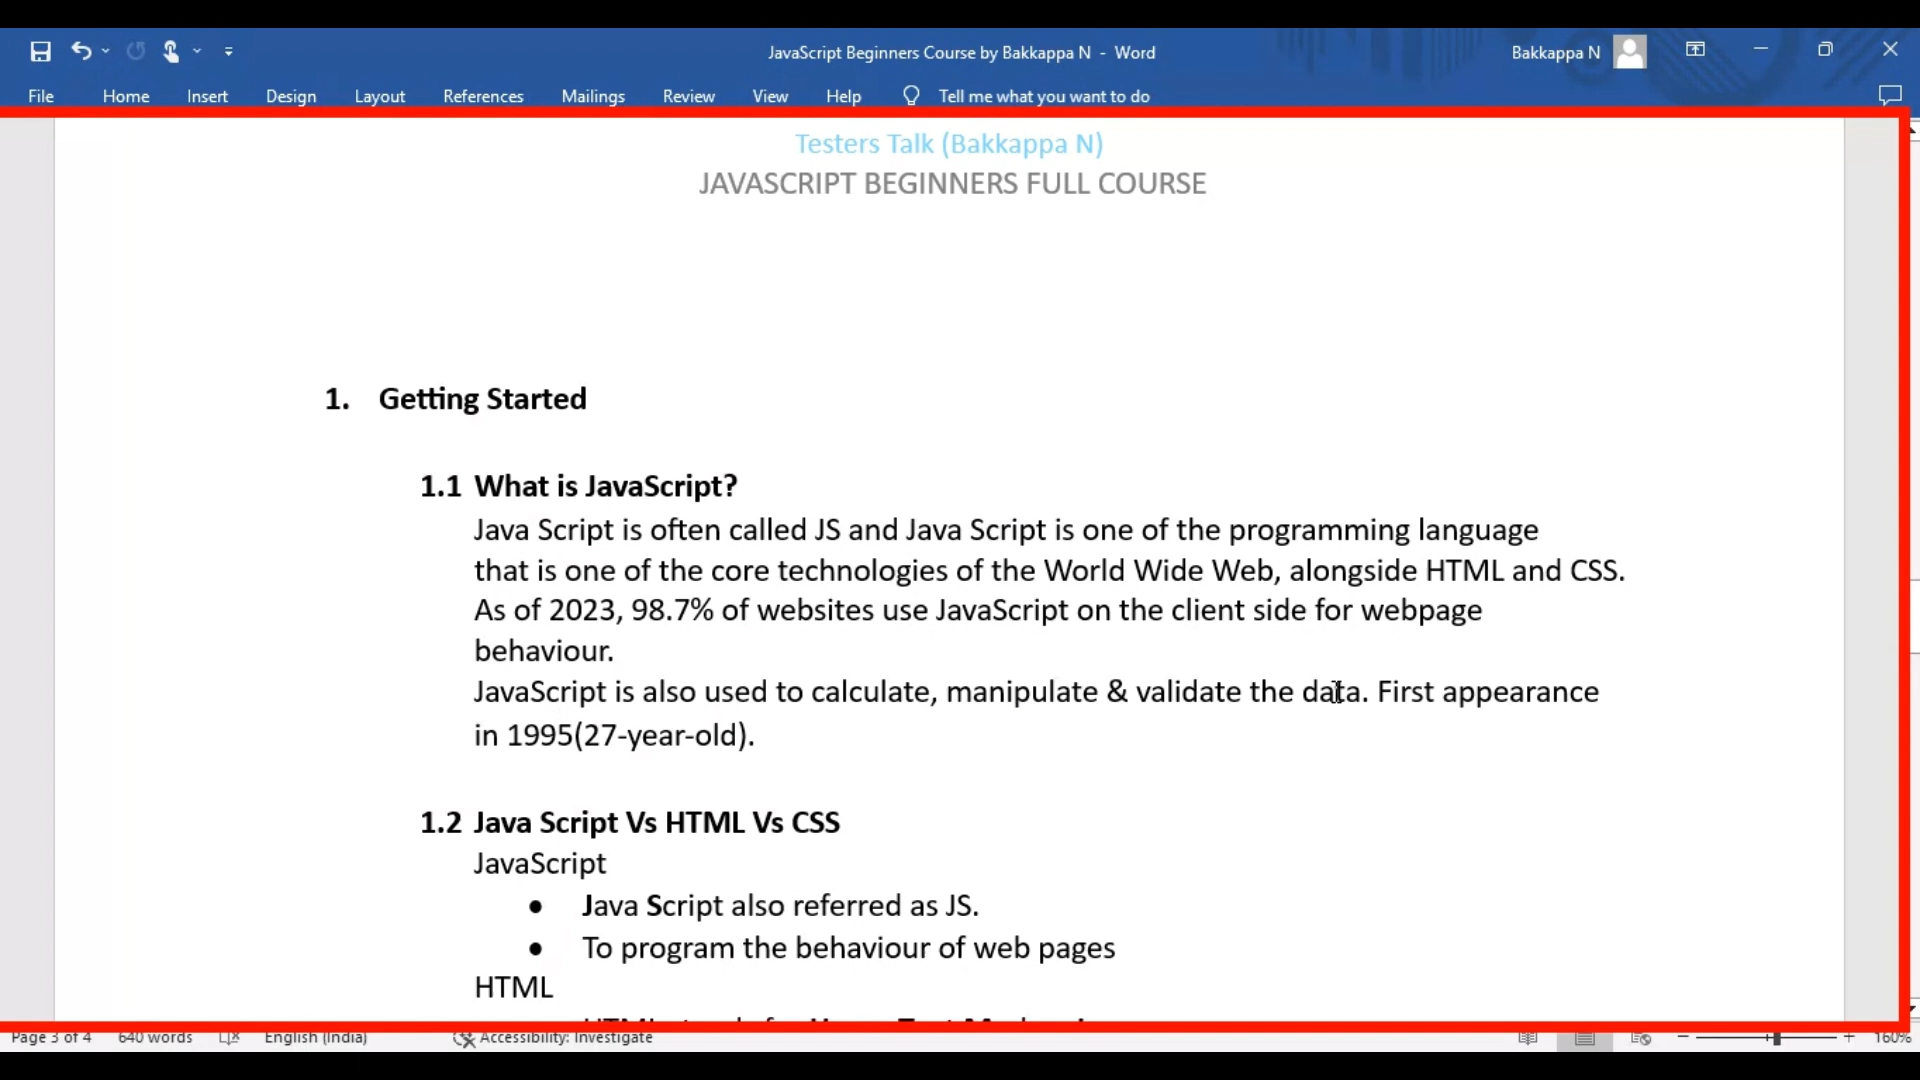 JavaScript Beginners Course by Bakkappa N - Word
Bakkappa N
File Home Insert Design Layout References Mailings Review View Help Tell me what you want to do
Testers Talk (Bakkappa N)
JAVASCRIPT BEGINNERS FULL COURSE
1. Getting Started
1.1 What is JavaScript?
Java Script is often called JS and Java Script is one of the programming language
that is one of the core technologies of the World Wide Web, alongside HTML and CSS.
As of 2023, 98.7% of websites use JavaScript on the client side for webpage
behaviour.
JavaScript is also used to calculate, manipulate & validate the data. First appearance
in 1995(27-year-old).
1.2 Java Script Vs HTML Vs CSS
JavaScript
• Java Script also referred as JS.
• To program the behaviour of web pages
HTML
Page 3 of 4 640 words English (India) Accessibility: Investigate 160%